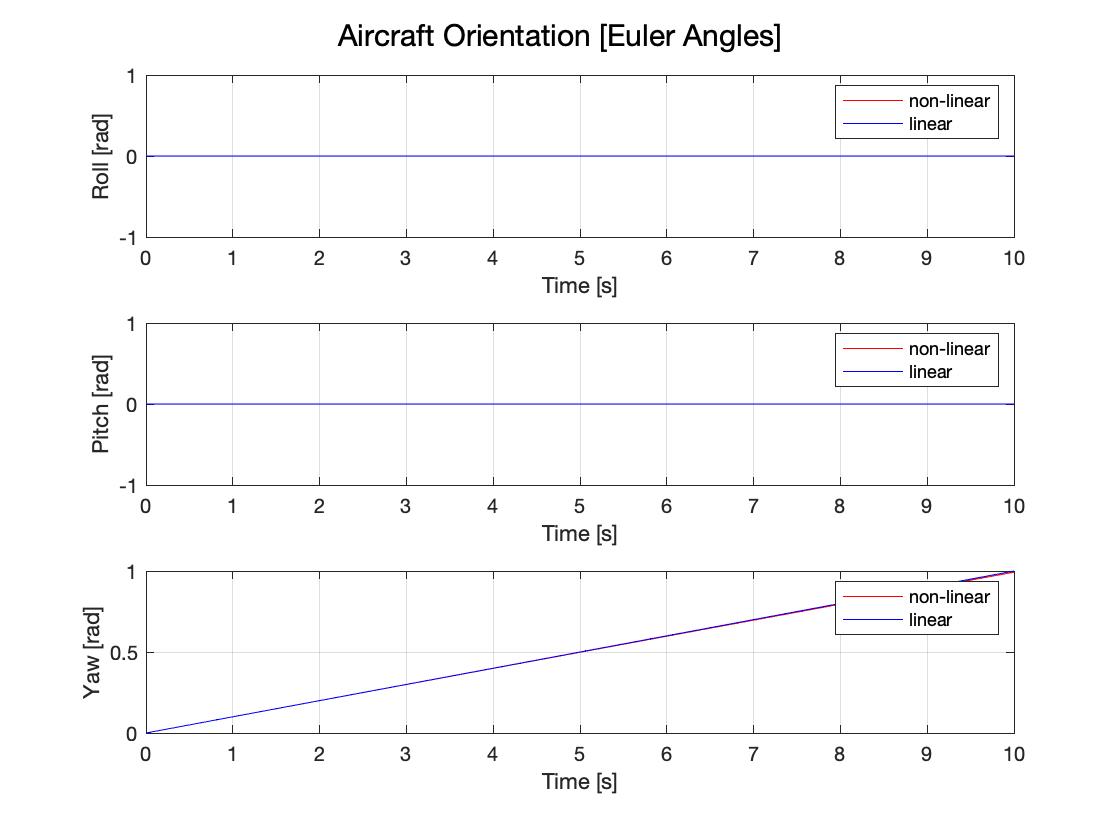 Aircraft Orientation [Euler Angles]
Roll [rad]
1
0
-1
non-linear
linear
0 1 2 3 4 5 6 7 8 9 10
Time [s]
Pitch [rad]
1
0
-1
non-linear
linear
0 1 2 3 4 5 6 7 8 9 10
Time [s]
Yaw [rad]
1
0.5
0
non-linear
linear
0 1 2 3 4 5 6 7 8 9 10
Time [s]